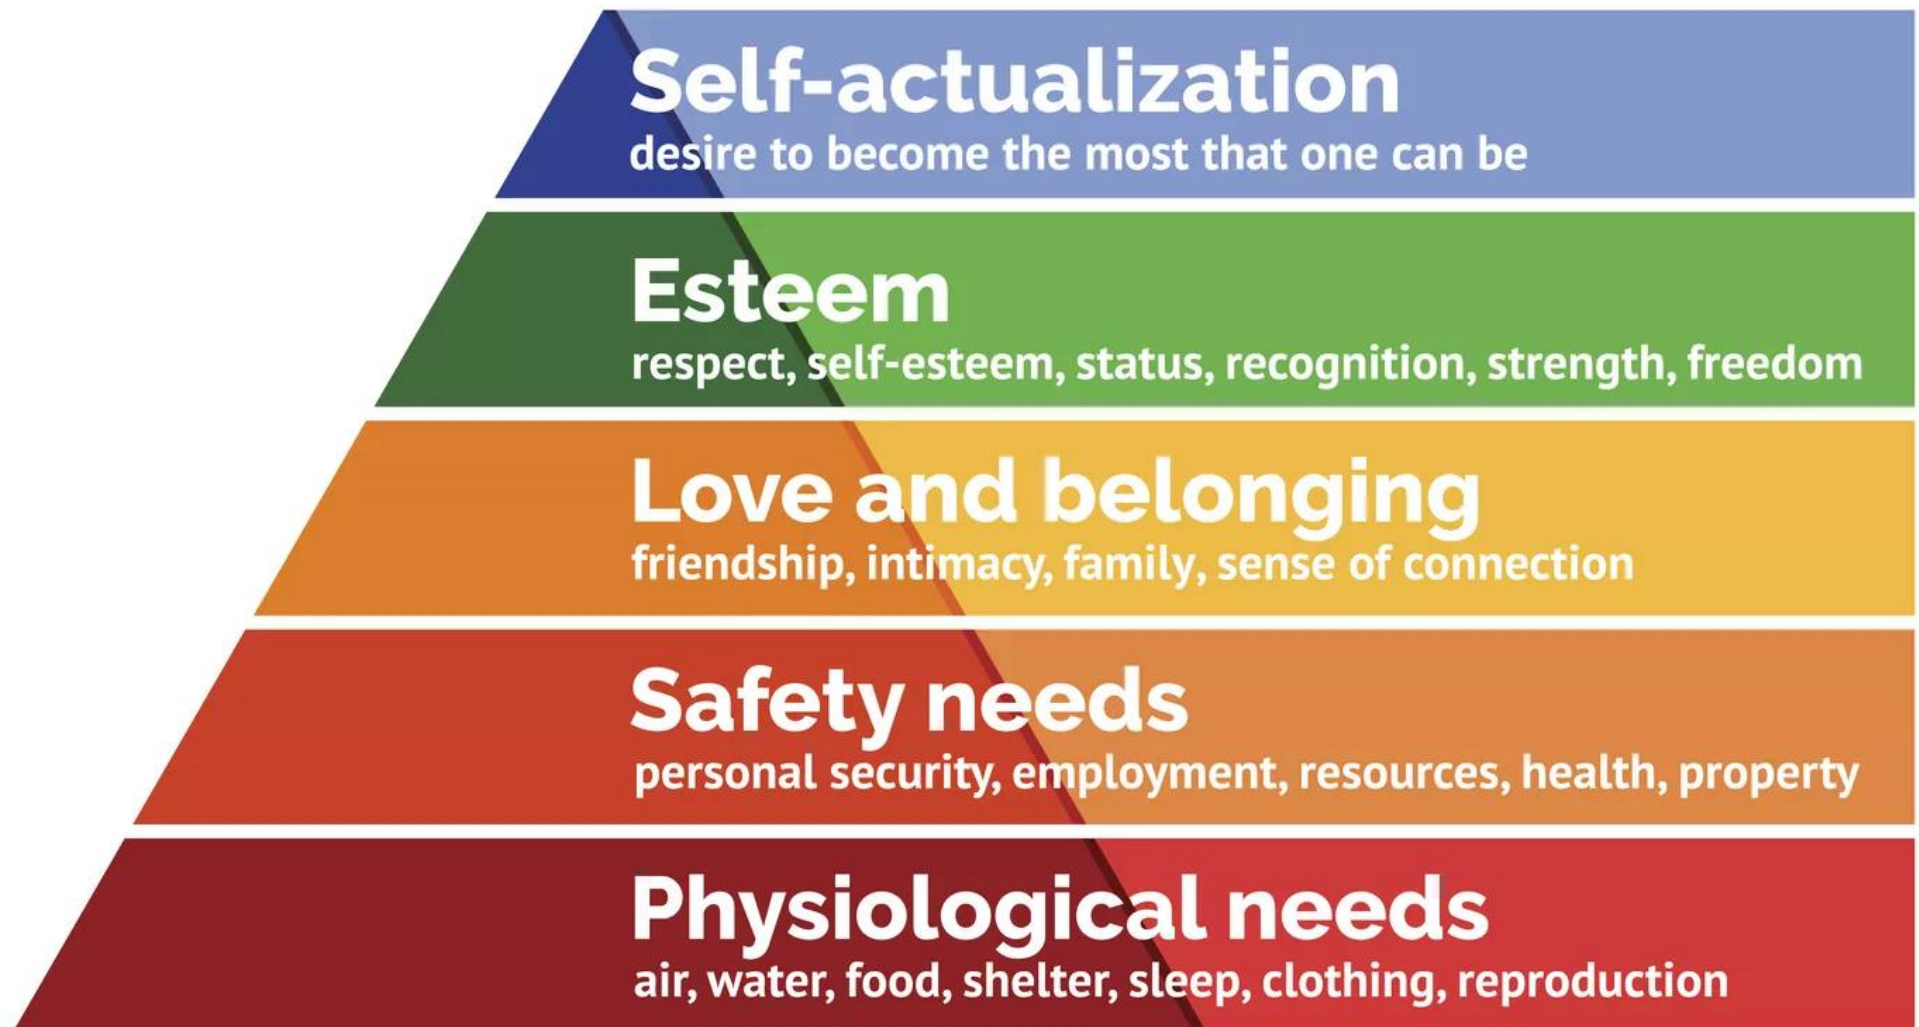 Self-actualization
desire to become the most that one can be
Esteem
respect, self-esteem, status, recognition, strength, freedom
Love and belonging
friendship, intimacy, family, sense of connection
Safety needs
personal security, employment, resources, health, property
Physiological needs
air, water, food, shelter, sleep, clothing, reproduction